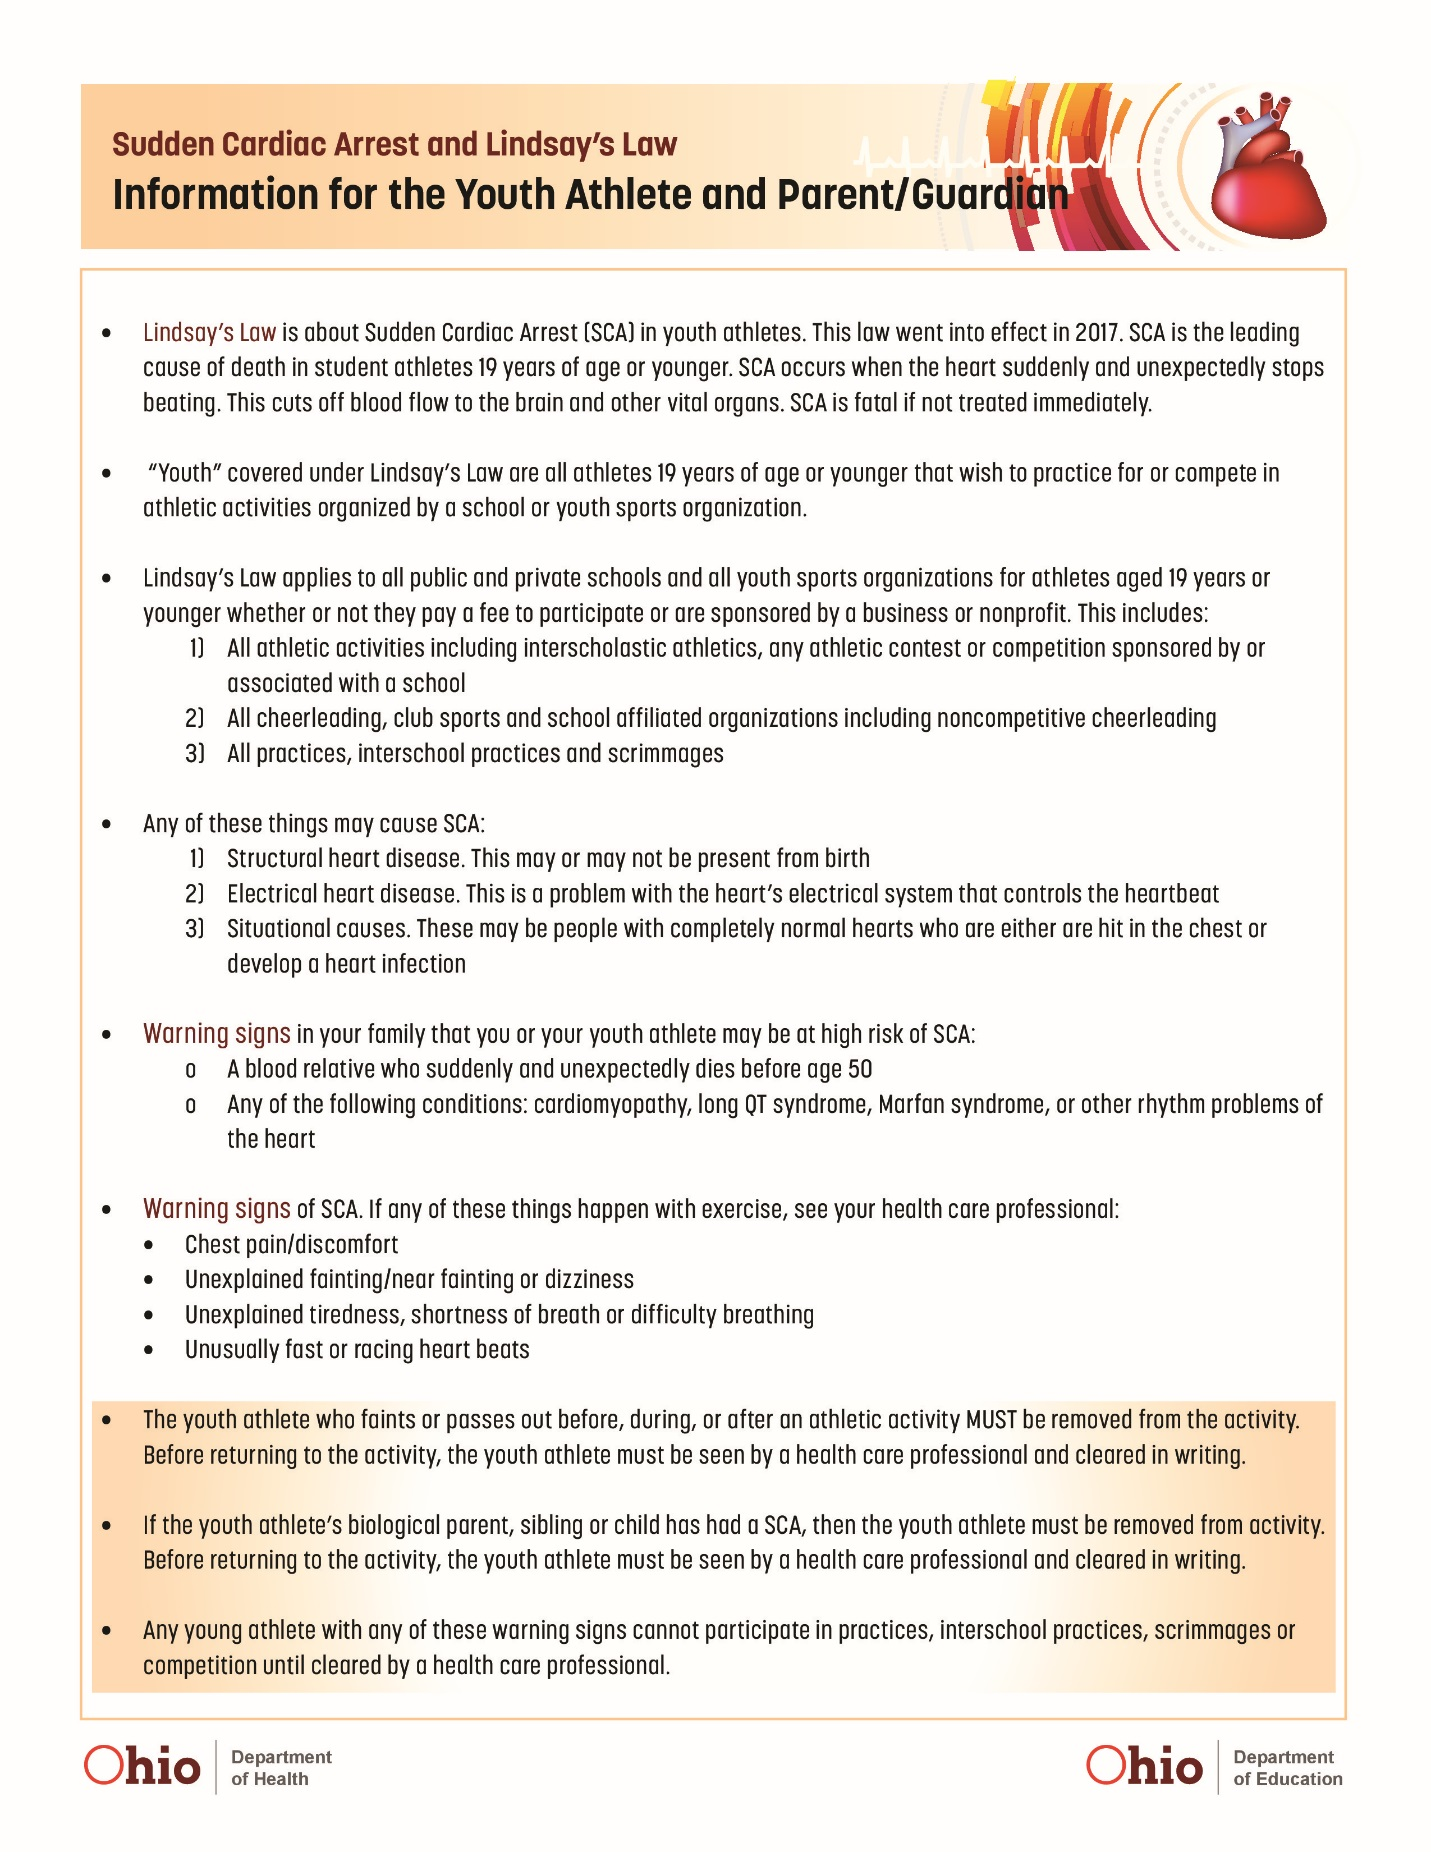 Sudden Cardiac Arrest and Lindsay's Law
Information for the Youth Athlete and Parent/Guardian
• Lindsay's Law is about Sudden Cardiac Arrest (SCA) in youth athletes. This law went into effect in 2017. SCA is the leading
cause of death in student athletes 19 years of age or younger. SCA occurs when the heart suddenly and unexpectedly stops
beating. This cuts off blood flow to the brain and other vital organs. SCA is fatal if not treated immediately.
• “Youth” covered under Lindsay's Law are all athletes 19 years of age or younger that wish to practice for or compete in
athletic activities organized by a school or youth sports organization.
• Lindsay's Law applies to all public and private schools and all youth sports organizations for athletes aged 19 years or
younger whether or not they pay a fee to participate or are sponsored by a business or nonprofit. This includes:
1) All athletic activities including interscholastic athletics, any athletic contest or competition sponsored by or
associated with a school
2) All cheerleading, club sports and school affiliated organizations including noncompetitive cheerleading
3) All practices, interschool practices and scrimmages
• Any of these things may cause SCA:
1) Structural heart disease. This may or may not be present from birth
2) Electrical heart disease. This is a problem with the heart's electrical system that controls the heartbeat
3) Situational causes. These may be people with completely normal hearts who are either are hit in the chest or
develop a heart infection
• Warning signs in your family that you or your youth athlete may be at high risk of SCA:
o A blood relative who suddenly and unexpectedly dies before age 50
o Any of the following conditions: cardiomyopathy, long QT syndrome, Marfan syndrome, or other rhythm problems of
the heart
• Warning signs of SCA. If any of these things happen with exercise, see your health care professional:
• Chest pain/discomfort
• Unexplained fainting/near fainting or dizziness
• Unexplained tiredness, shortness of breath or difficulty breathing
• Unusually fast or racing heart beats
• The youth athlete who faints or passes out before, during, or after an athletic activity MUST be removed from the activity.
Before returning to the activity, the youth athlete must be seen by a health care professional and cleared in writing.
• If the youth athlete's biological parent, sibling or child has had a SCA, then the youth athlete must be removed from activity.
Before returning to the activity, the youth athlete must be seen by a health care professional and cleared in writing.
• Any young athlete with any of these warning signs cannot participate in practices, interschool practices, scrimmages or
competition until cleared by a health care professional.
Ohio Department
of Health
Ohio Department
of Education